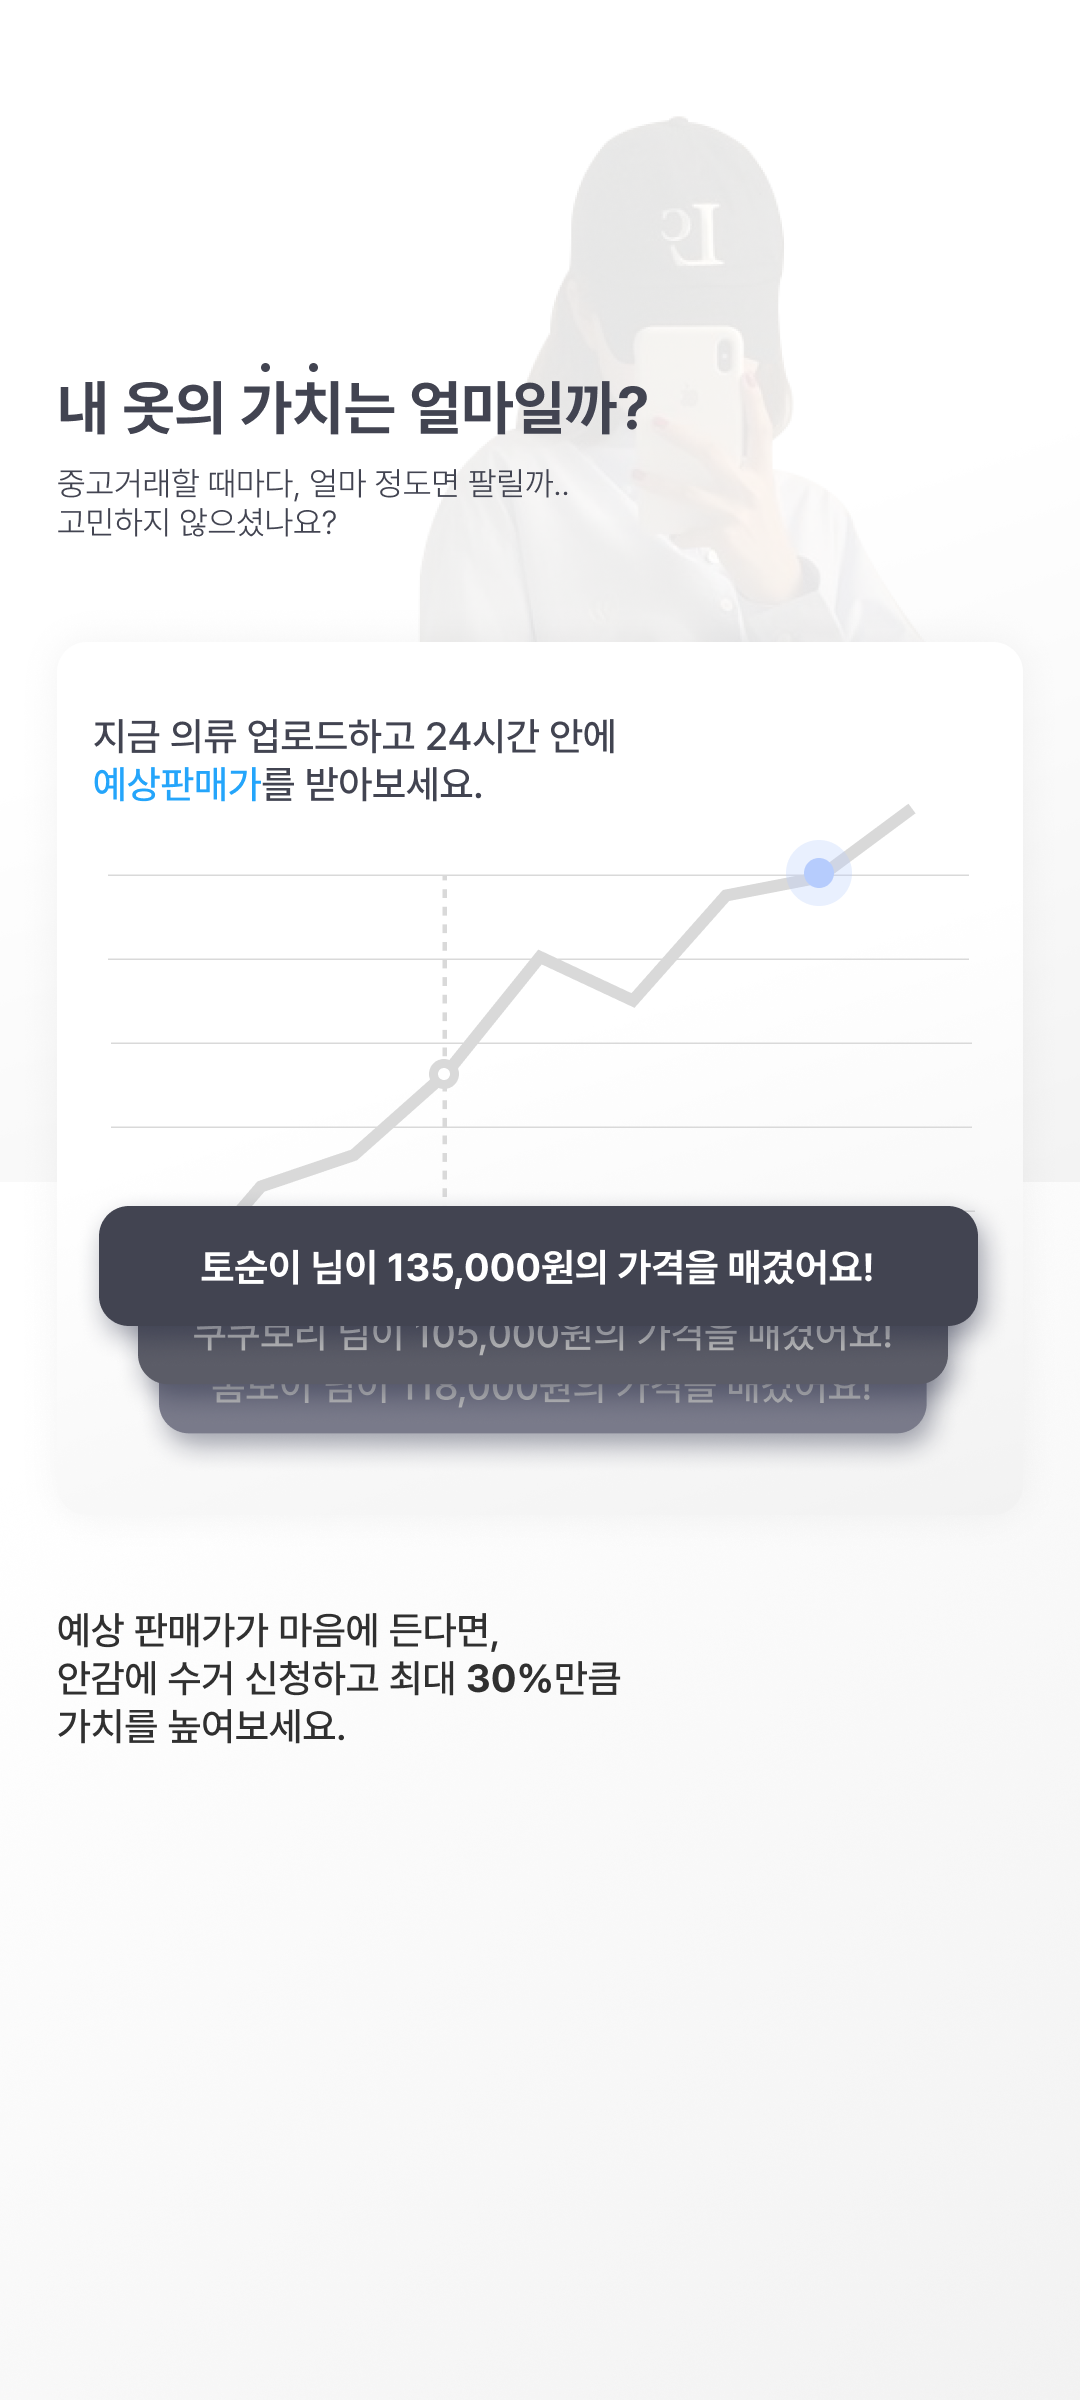 내 옷의 가치는 얼마일까?
중고거래할 때마다, 얼마 정도면 팔릴까..
고민하지 않으셨나요?
지금 의류 업로드하고 24시간 안에
예상판매가를 받아보세요.
토순이 님이 135,000원의 가격을 매겼어요!
님이 105,000원의 가격을 매겼어요!
님이 118,000원의 가격을 매겼어요!
예상 판매가가 마음에 든다면,
안감에 수거 신청하고 최대 30%만큼
가치를 높여보세요.